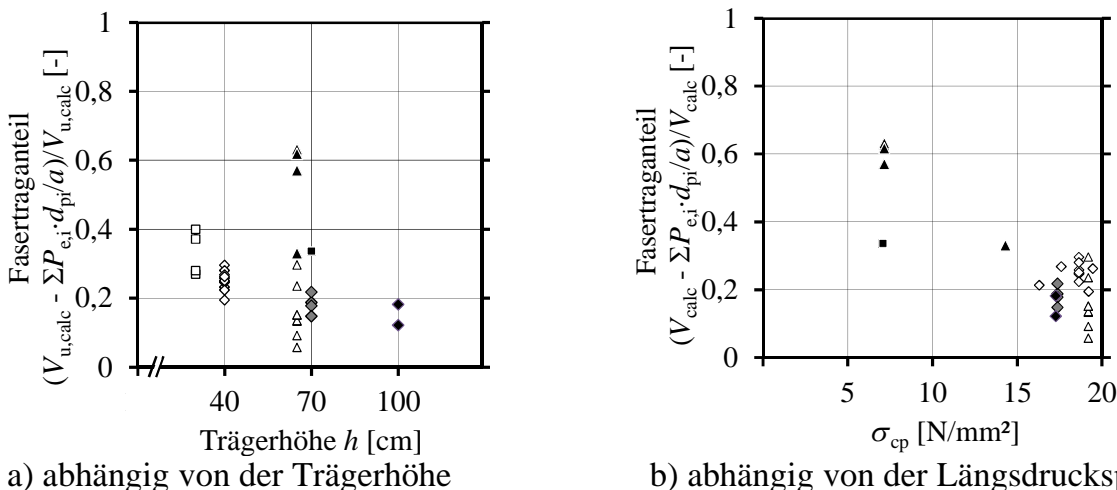 Fasertraganteil
(Vu,calc - ΣPe,i·dpi/a)/Vu,calc [-]
1
0,8
0,6
0,4
0,2
0
40
70
100
Trägerhöhe h [cm]
a) abhängig von der Trägerhöhe
Fasertraganteil
(Vcalc - ΣPe,i·dpi/a)/Vcalc [-]
1
0,8
0,6
0,4
0,2
0
5
10
15
20
σcp [N/mm²]
b) abhängig von der Längsdrucksp